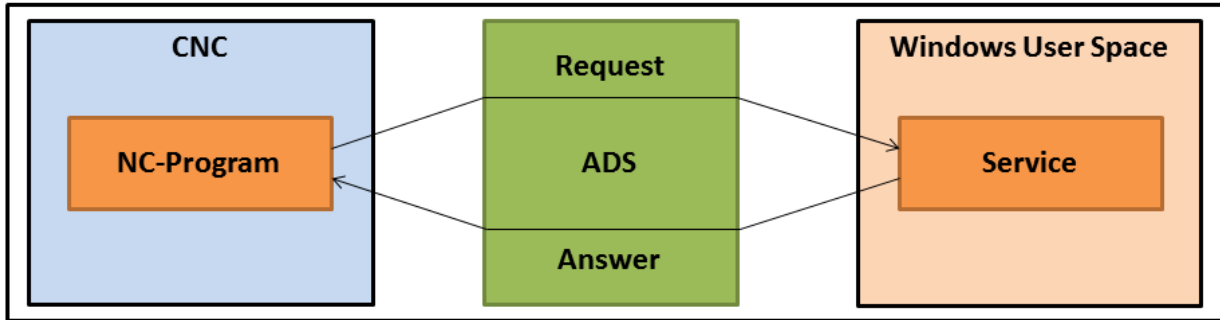 CNC
NC-Program
Request
ADS
Answer
Windows User Space
Service